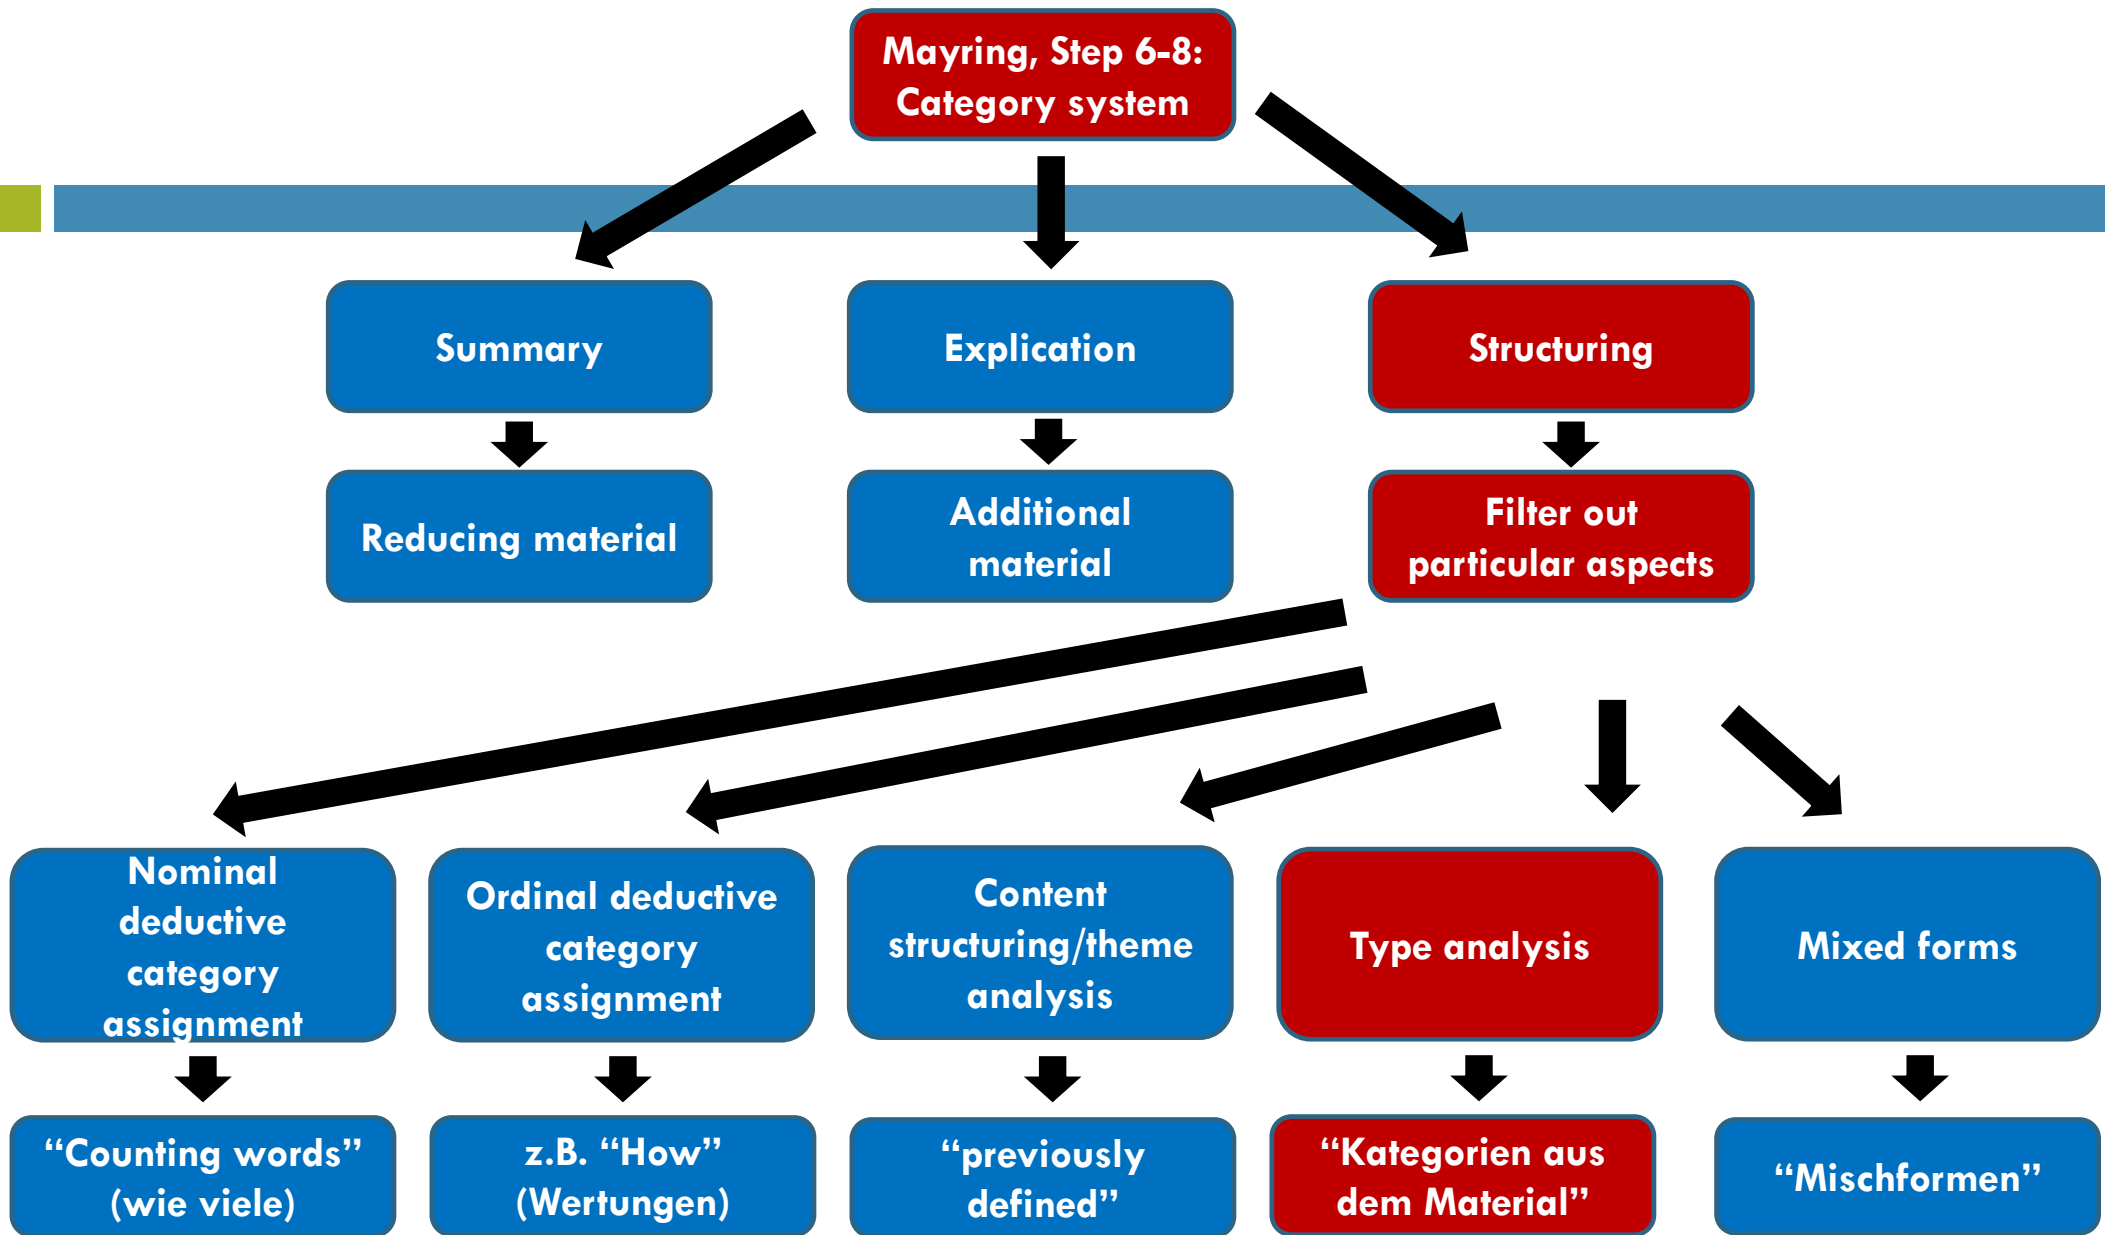 Mayring, Step 6-8:
Category system
Summary
Explication
Structuring
Reducing material
Additional
material
Filter out
particular aspects
Nominal
deductive
category
assignment
Ordinal deductive
category
assignment
Content
structuring/theme
analysis
Type analysis
Mixed forms
“Counting words”
(wie viele)
z.B. “How”
(Wertungen)
“previously
defined”
“Kategorien aus
dem Material”
“Mischformen”